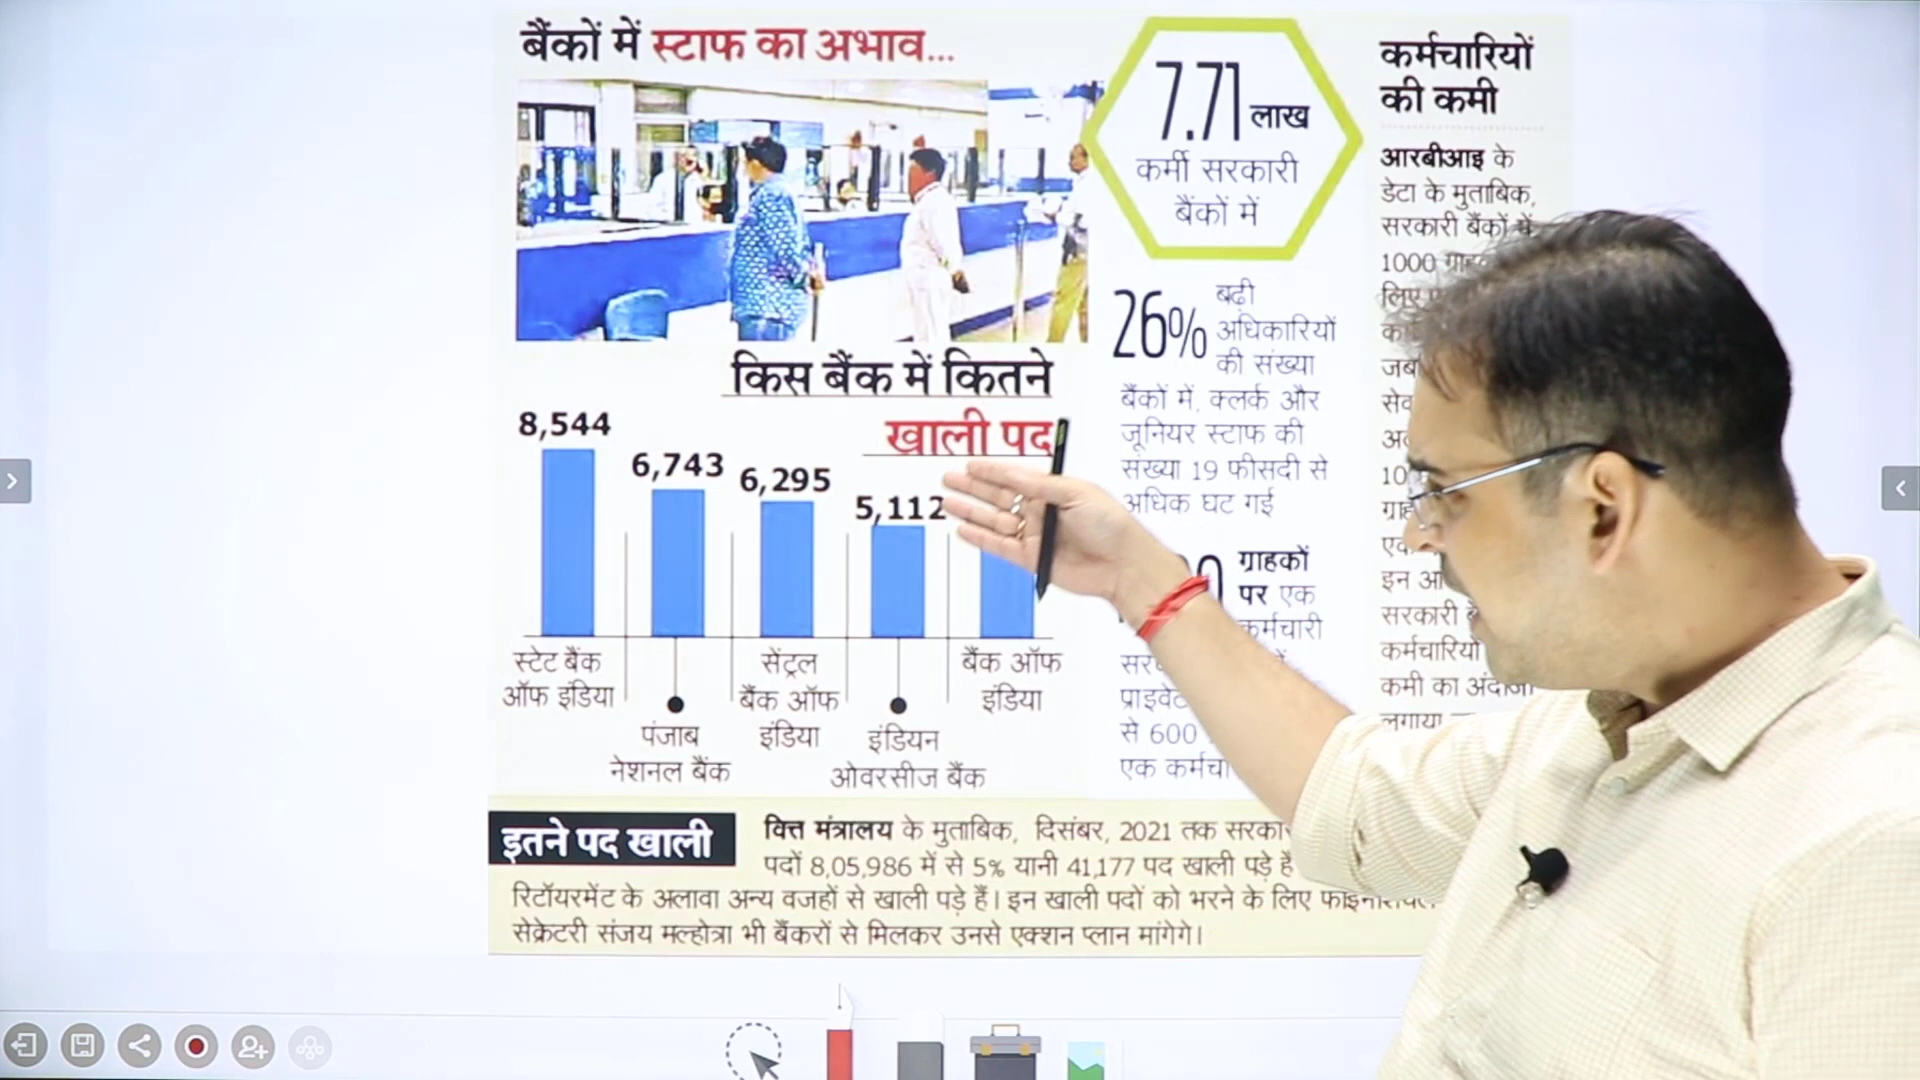 बैंकों में स्टाफ का अभाव...
7.71 लाख
कर्मी सरकारी
बैंकों में
26% बढ़ी
अधिकारियों
की संख्या
बैंकों में, क्लर्क और
जूनियर स्टाफ की
संख्या 19 फीसदी से
अधिक घट गई
ग्राहकों
पर एक
कर्मचारी
से 600
एक
कर्मचारियों
की कमी
आरबीआइ के
डेटा के मुताबिक,
सरकारी बैंकों में
1000
इन
सरकारी
कर्मचारियों
कमी का अंदाजा
लगाया
किस बैंक में कितने
खाली पद
8,544
6,743
6,295
5,112
स्टेट बैंक
ऑफ इंडिया
पंजाब
नेशनल बैंक
सेंट्रल
बैंक ऑफ
इंडिया
इंडियन
ओवरसीज बैंक
बैंक ऑफ
इंडिया
इतने पद खाली
वित्त मंत्रालय के मुताबिक, दिसंबर, 2021 तक
पदों 8,05,986 में से 5% यानी 41,177 पद खाली पड़े हैं
रिटॉयरमेंट के अलावा अन्य वजहों से खाली पड़े हैं। इन खाली पदों को भरने के लिए
सेक्रेटरी संजय मल्होत्रा भी बैंकरों से मिलकर उनसे एक्शन प्लान मांगेगे।